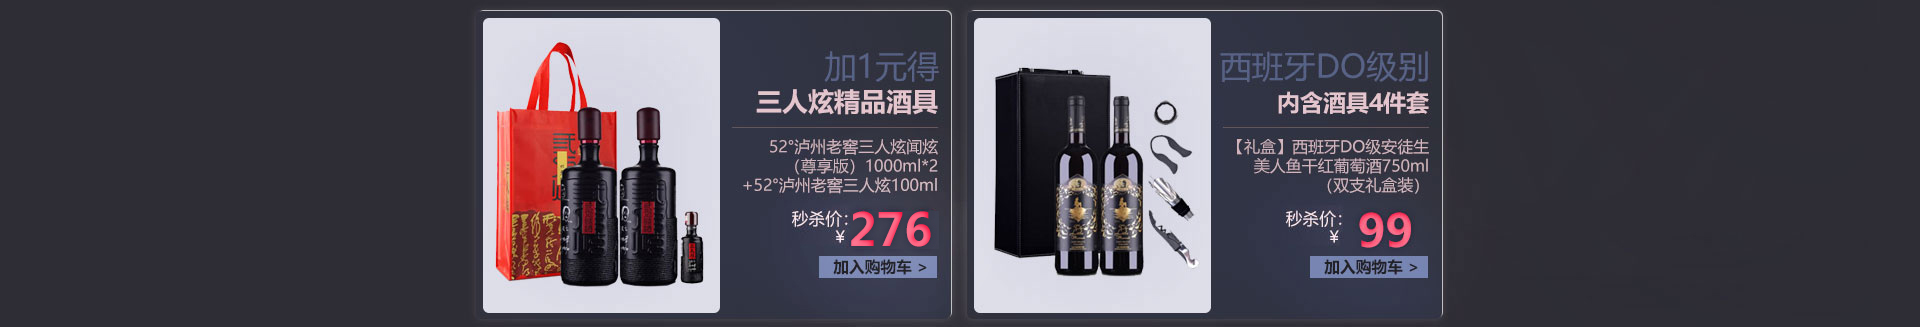 加1元得
三人炫精品酒具
52°泸州老窖三人炫闻炫
（尊享版）1000ml*2
+52°泸州老窖三人炫100ml
秒杀价：
¥276
加入购物车 >
西班牙DO级别
内含酒具4件套
【礼盒】西班牙DO级安徒生
美人鱼干红葡萄酒750ml
（双支礼盒装）
秒杀价：
¥ 99
加入购物车 >